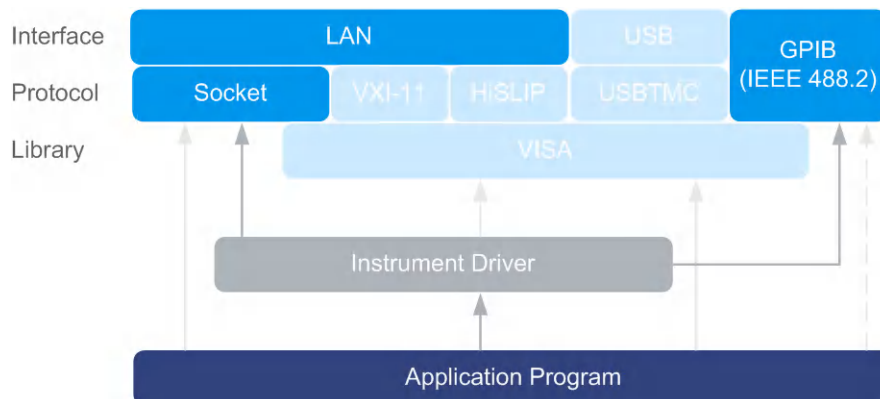 Interface
LAN
USB
GPIB
(IEEE 488.2)
Protocol
Socket
VXI-11
HiSLIP
USBTMC
Library
VISA
Instrument Driver
Application Program